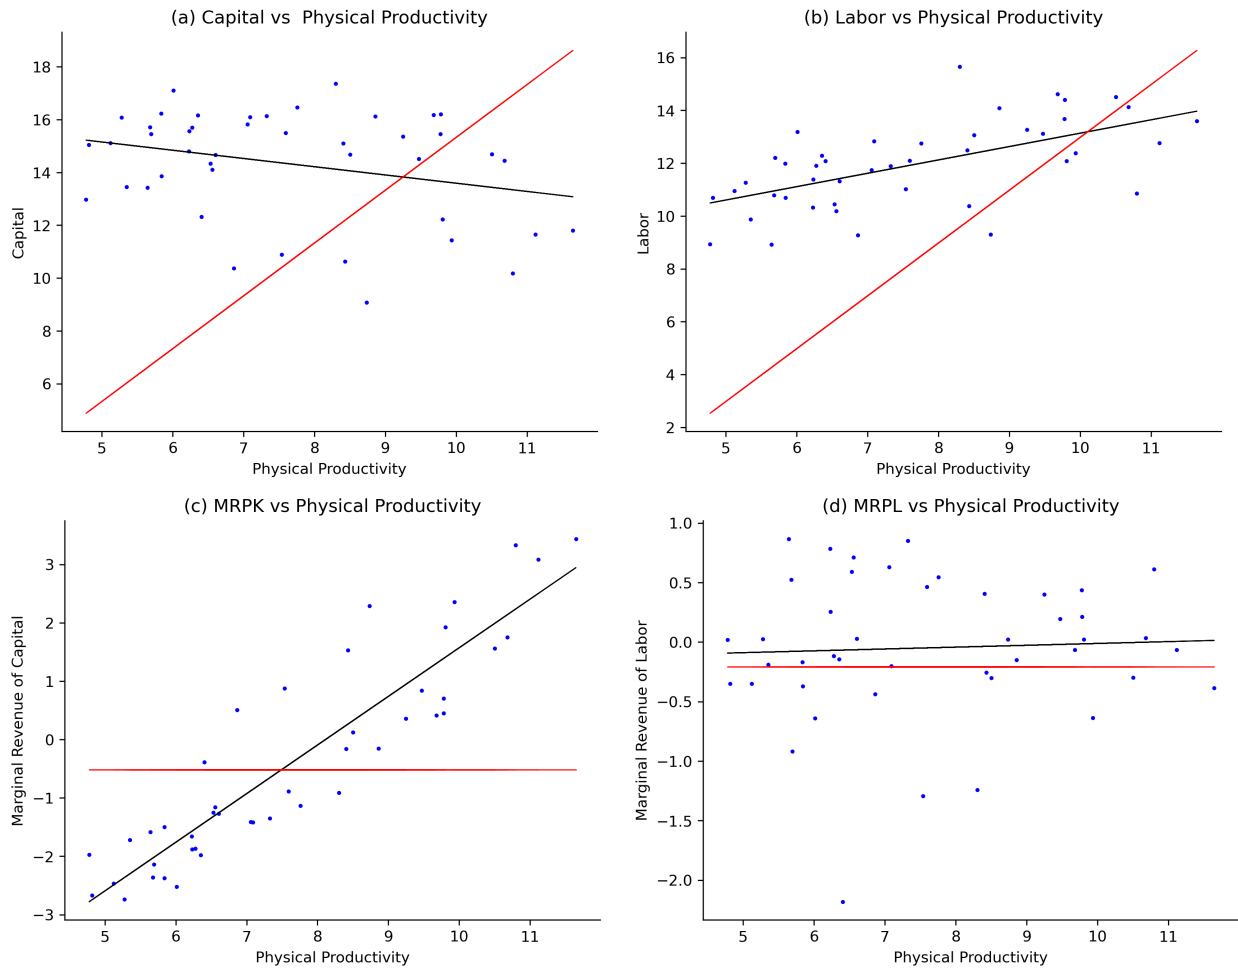 (a) Capital vs  Physical Productivity
Capital
18
16
14
12
10
8
6
5 6 7 8 9 10 11
Physical Productivity
(b) Labor vs Physical Productivity
Labor
16
14
12
10
8
6
4
2
5 6 7 8 9 10 11
Physical Productivity
(c) MRPK vs Physical Productivity
Marginal Revenue of Capital
3
2
1
0
−1
−2
−3
5 6 7 8 9 10 11
Physical Productivity
(d) MRPL vs Physical Productivity
Marginal Revenue of Labor
1.0
0.5
0.0
−0.5
−1.0
−1.5
−2.0
5 6 7 8 9 10 11
Physical Productivity